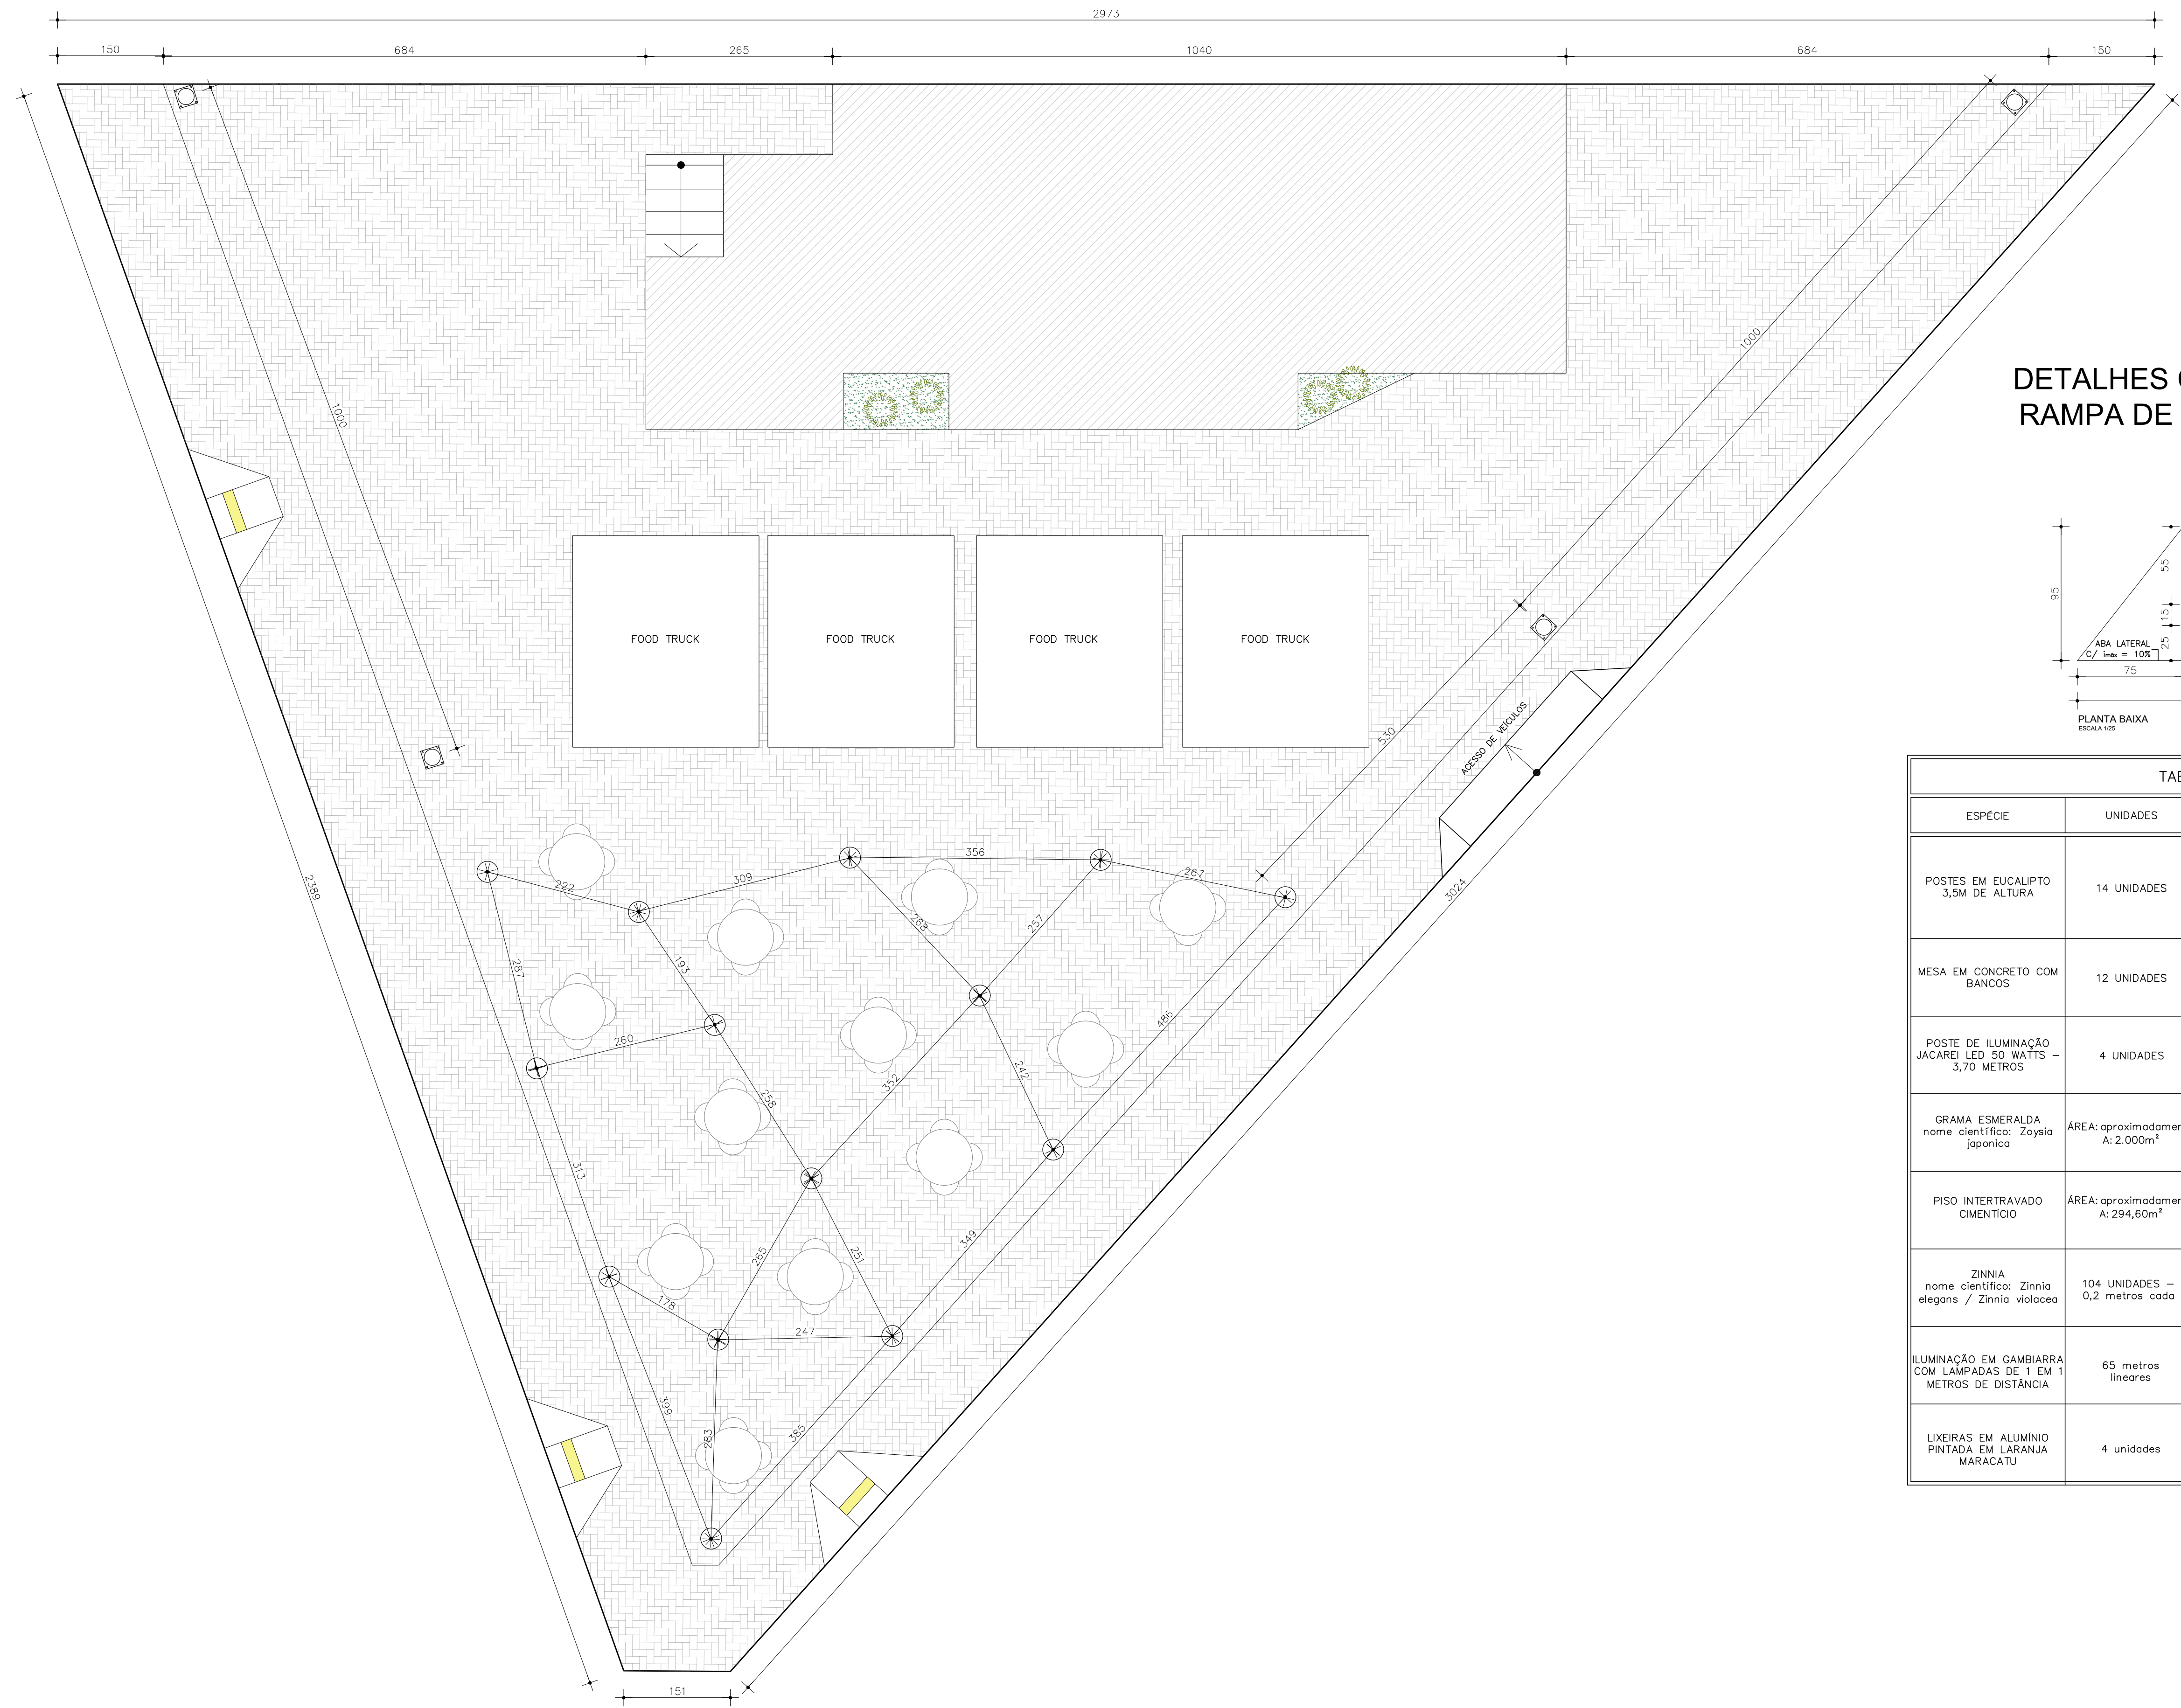 2973
150
684
265
1040
684
150
1000
1000
DETALHES
RAMPA DE
95
55
15
25
ABA LATERAL
C/ imáx = 10%
75
PLANTA BAIXA
ESCALA 1/25
FOOD TRUCK
FOOD TRUCK
FOOD TRUCK
FOOD TRUCK
ACESSO DE VEÍCULOS
530
2389
3024
222
309
356
267
287
193
268
257
260
258
352
242
486
313
265
251
349
178
247
399
283
385
151
ESPÉCIE
UNIDADES
POSTES EM EUCALIPTO
3,5M DE ALTURA
14 UNIDADES
MESA EM CONCRETO COM
BANCOS
12 UNIDADES
POSTE DE ILUMINAÇÃO
JACAREI LED 50 WATTS –
3,70 METROS
4 UNIDADES
GRAMA ESMERALDA
nome científico: Zoysia
japonica
ÁREA: aproximadamen
A: 2.000m²
PISO INTERTRAVADO
CIMENTÍCIO
ÁREA: aproximadamen
A: 294,60m²
ZINNIA
nome científico: Zinnia
elegans / Zinnia violacea
104 UNIDADES –
0,2 metros cada
ILUMINAÇÃO EM GAMBIARRA
COM LAMPADAS DE 1 EM 1
METROS DE DISTÂNCIA
65 metros
lineares
LIXEIRAS EM ALUMÍNIO
PINTADA EM LARANJA
MARACATU
4 unidades